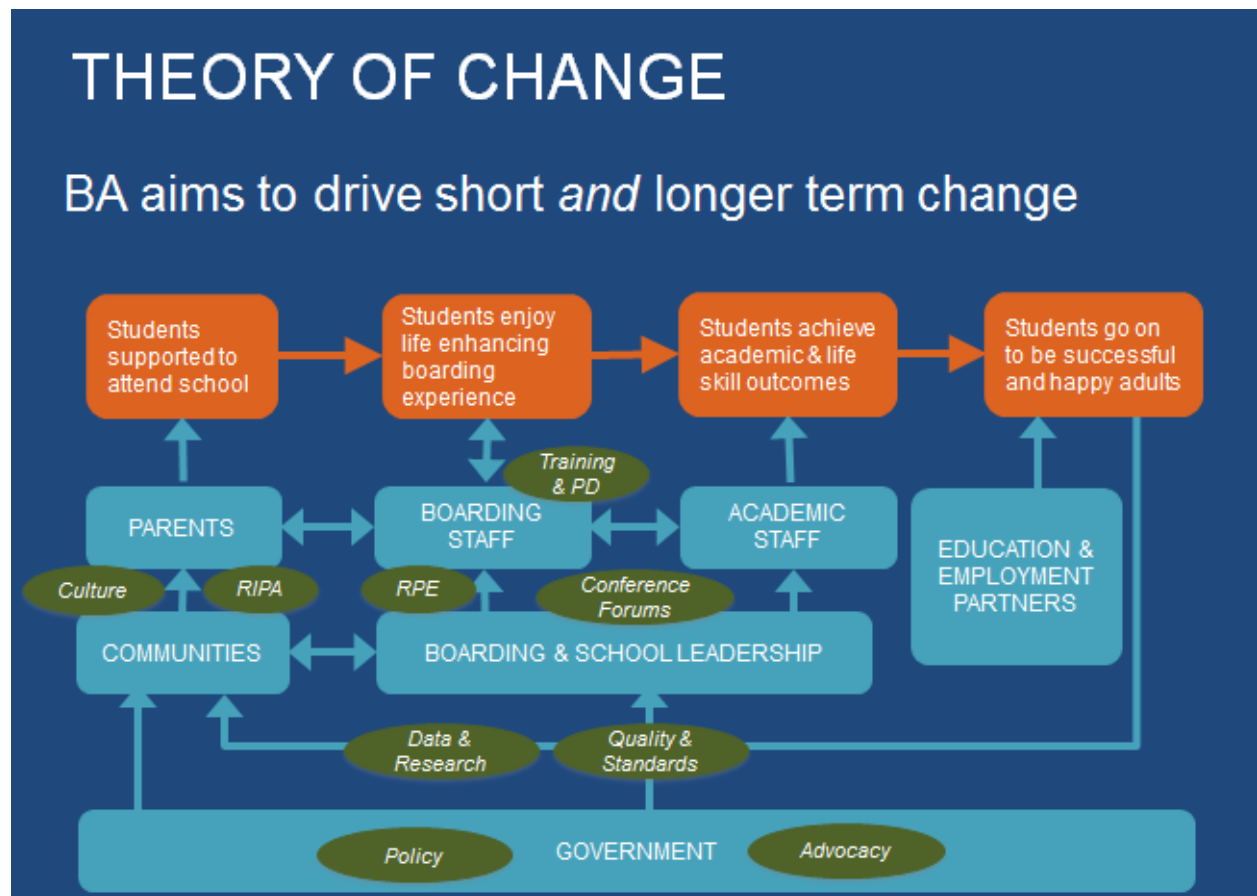 THEORY OF CHANGE
BA aims to drive short and longer term change
Students
supported to
attend school
Students enjoy
life enhancing
boarding
experience
Students achieve
academic & life
skill outcomes
Students go on
to be successful
and happy adults
Training
& PD
PARENTS
BOARDING
STAFF
ACADEMIC
STAFF
EDUCATION &
EMPLOYMENT
PARTNERS
Culture
RIPA
RPE
Conference
Forums
COMMUNITIES
BOARDING & SCHOOL LEADERSHIP
Data &
Research
Quality &
Standards
Policy
GOVERNMENT
Advocacy